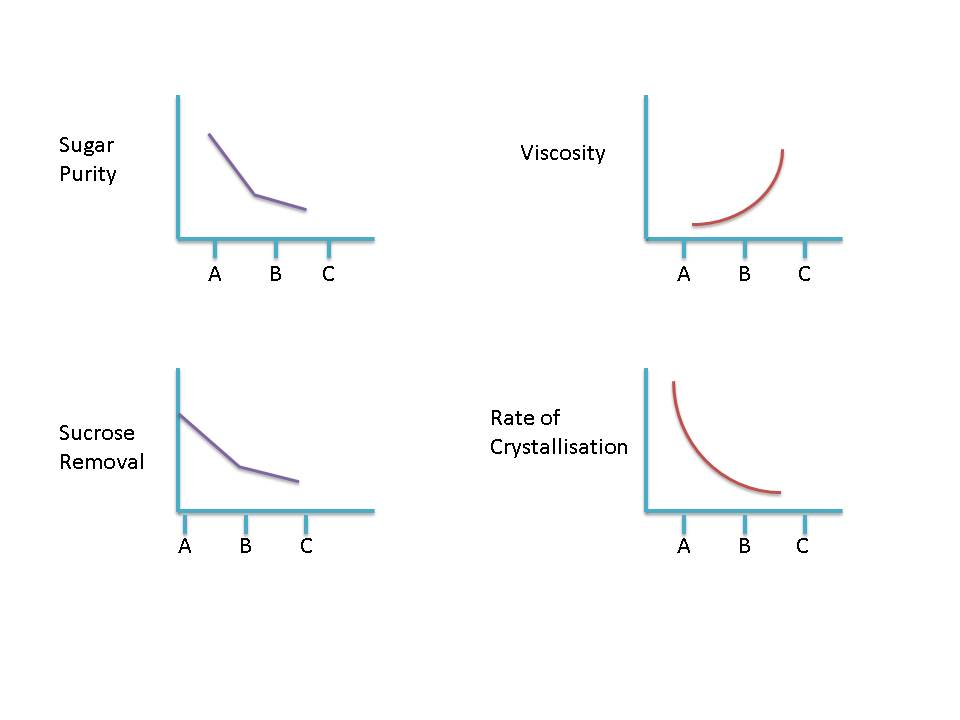 Sugar
Purity
A B C
Viscosity
A B C
Sucrose
Removal
A B C
Rate of
Crystallisation
A B C